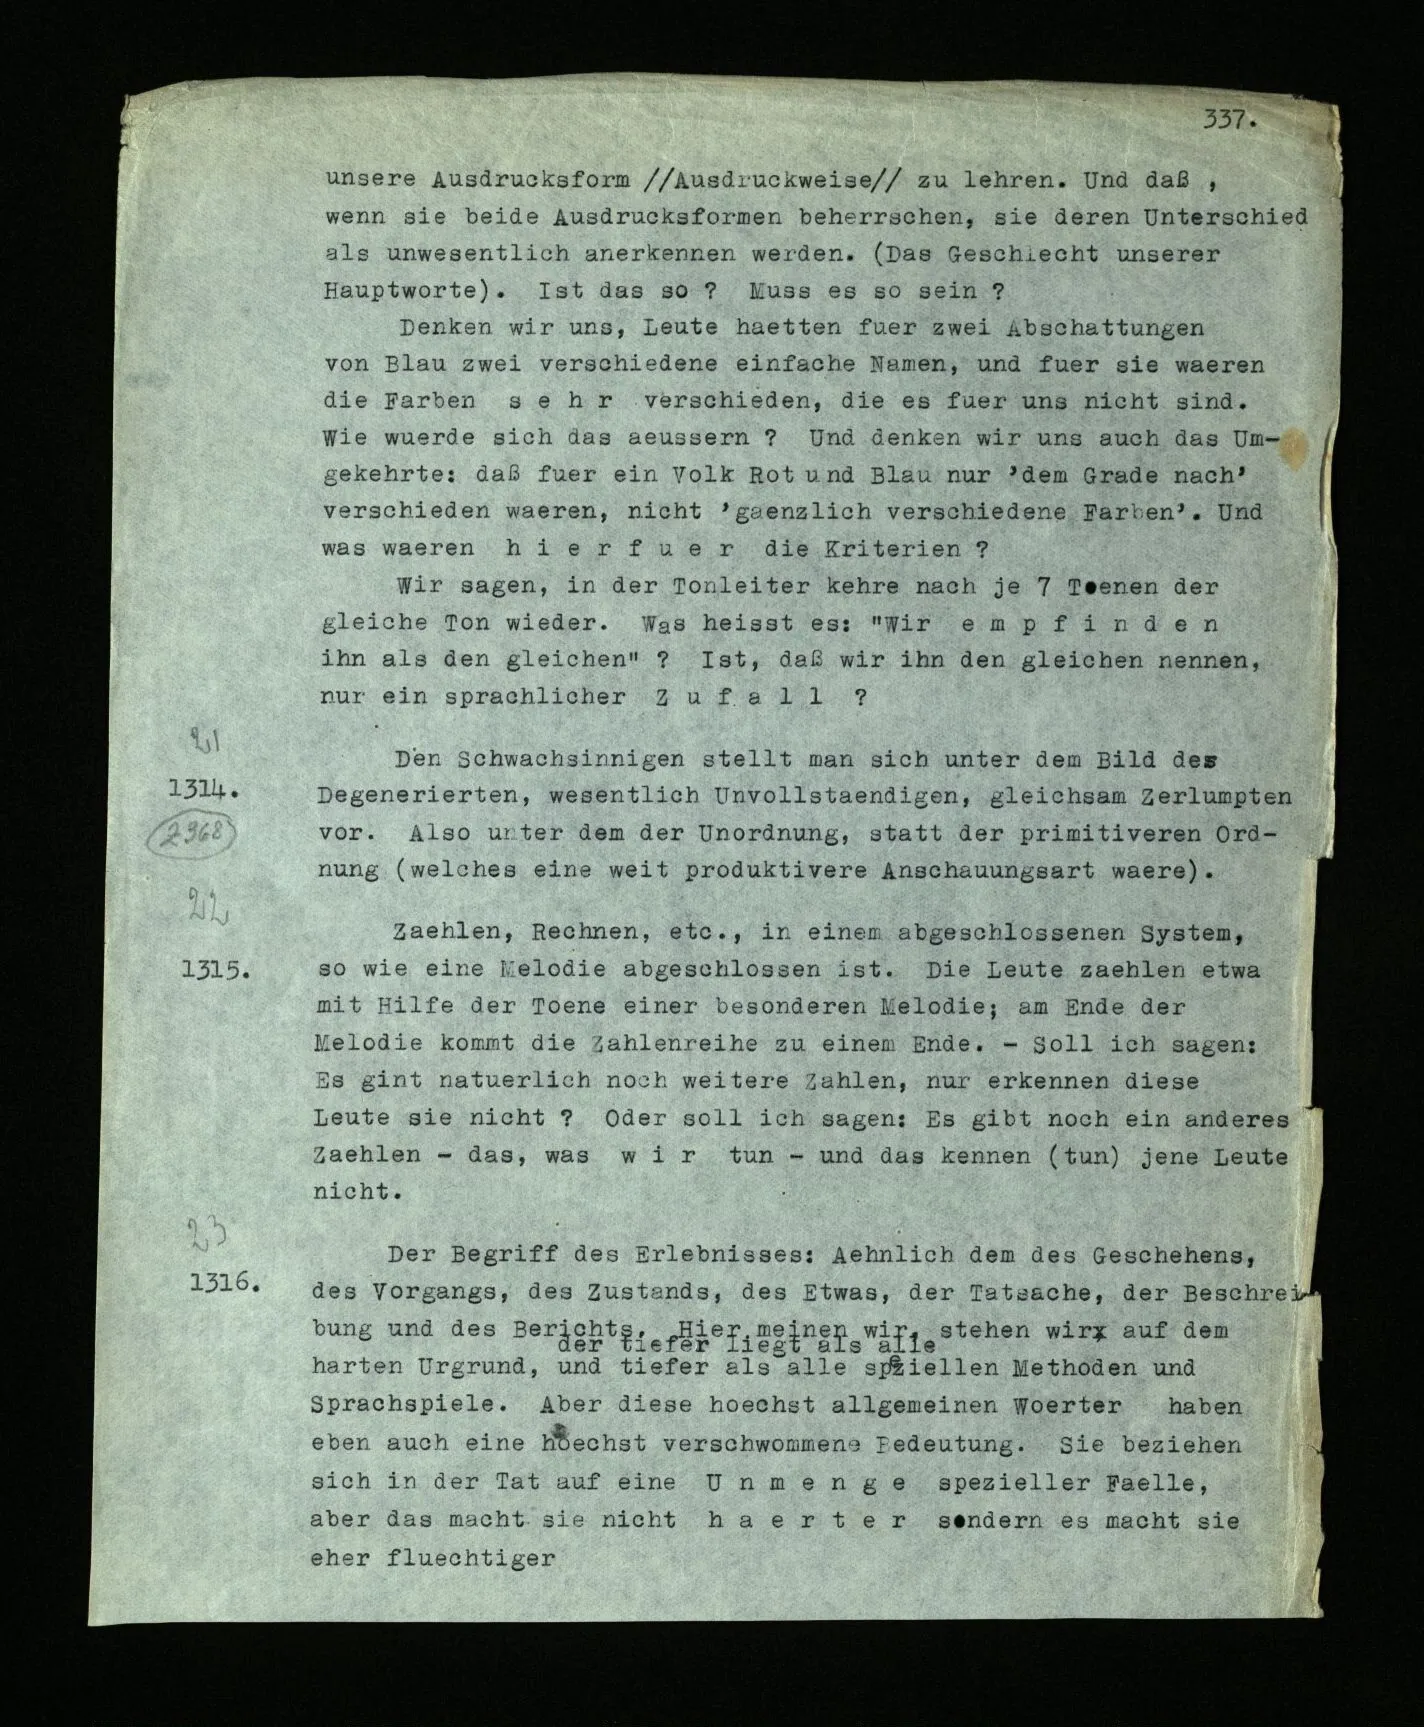 337.
unsere Ausdrucksform //Ausdruckweise// zu lehren. Und daß ,
wenn sie beide Ausdrucksformen beherrschen, sie deren Unterschied
als unwesentlich anerkennen werden. (Das Geschlecht unserer
Hauptworte). Ist das so ? Muss es so sein ?
Denken wir uns, Leute haetten fuer zwei Abschattungen
von Blau zwei verschiedene einfache Namen, und fuer sie waeren
die Farben s e h r verschieden, die es fuer uns nicht sind.
Wie wuerde sich das aeussern ? Und denken wir uns auch das Um-
gekehrte: daß fuer ein Volk Rot und Blau nur 'dem Grade nach'
verschieden waeren, nicht 'gaenzlich verschiedene Farben'. Und
was waeren h i e r f u e r die Kriterien ?
Wir sagen, in der Tonleiter kehre nach je 7 Toenen der
gleiche Ton wieder. Was heisst es: "Wir e m p f i n d e n
ihn als den gleichen" ? Ist, daß wir ihn den gleichen nennen,
nur ein sprachlicher Z u f a l l ?
21
Den Schwachsinnigen stellt man sich unter dem Bild des
1314.
Degenerierten, wesentlich Unvollstaendigen, gleichsam Zerlumpten
2368
vor. Also unter dem der Unordnung, statt der primitiveren Ord-
nung (welches eine weit produktivere Anschauungsart waere).
22
Zaehlen, Rechnen, etc., in einem abgeschlossenen System,
1315.
so wie eine Melodie abgeschlossen ist. Die Leute zaehlen etwa
mit Hilfe der Toene einer besonderen Melodie; am Ende der
Melodie kommt die Zahlenreihe zu einem Ende. - Soll ich sagen:
Es gint natuerlich noch weitere Zahlen, nur erkennen diese
Leute sie nicht ? Oder soll ich sagen: Es gibt noch ein anderes
Zaehlen - das, was w i r tun - und das kennen (tun) jene Leute
nicht.
23
Der Begriff des Erlebnisses: Aehnlich dem des Geschehens,
1316.
des Vorgangs, des Zustands, des Etwas, der Tatsache, der Beschrei-
bung und des Berichts. Hier meinen wir, stehen wirx auf dem
der tiefer liegt als alle
harten Urgrund, und tiefer als alle speziellen Methoden und
Sprachspiele. Aber diese hoechst allgemeinen Woerter haben
eben auch eine hoechst verschwommene Bedeutung. Sie beziehen
sich in der Tat auf eine U n m e n g e spezieller Faelle,
aber das macht sie nicht h a e r t e r sondern es macht sie
eher fluechtiger